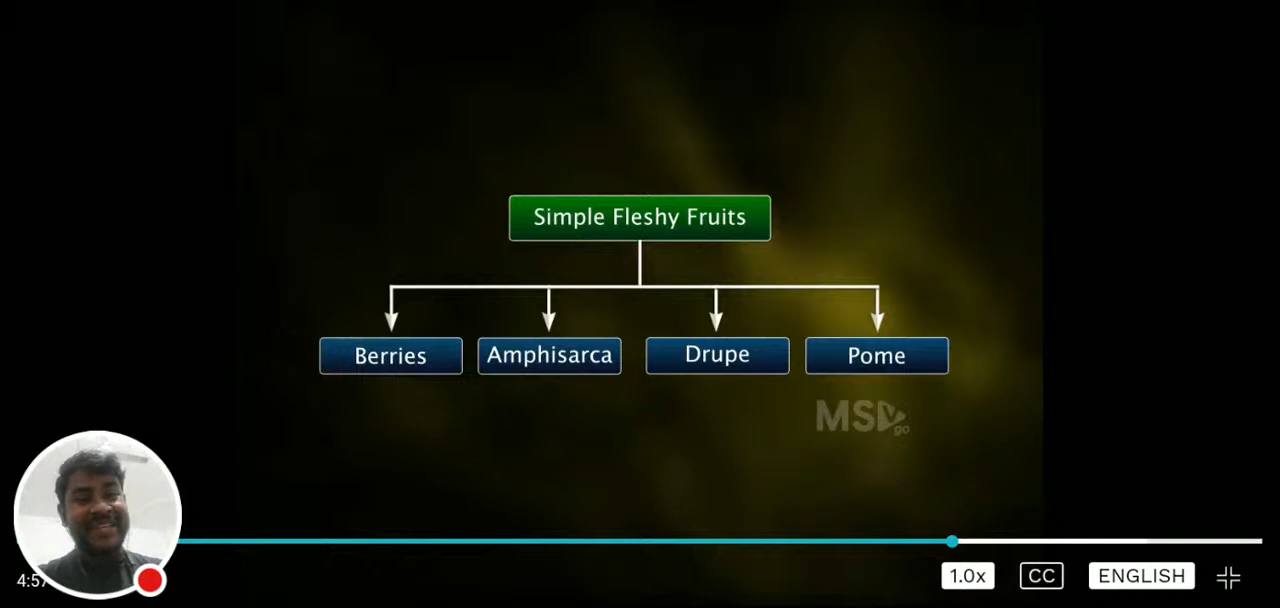 Simple Fleshy Fruits
Berries Amphisarca Drupe Pome
MSV
go
4:57
1.0x CC ENGLISH